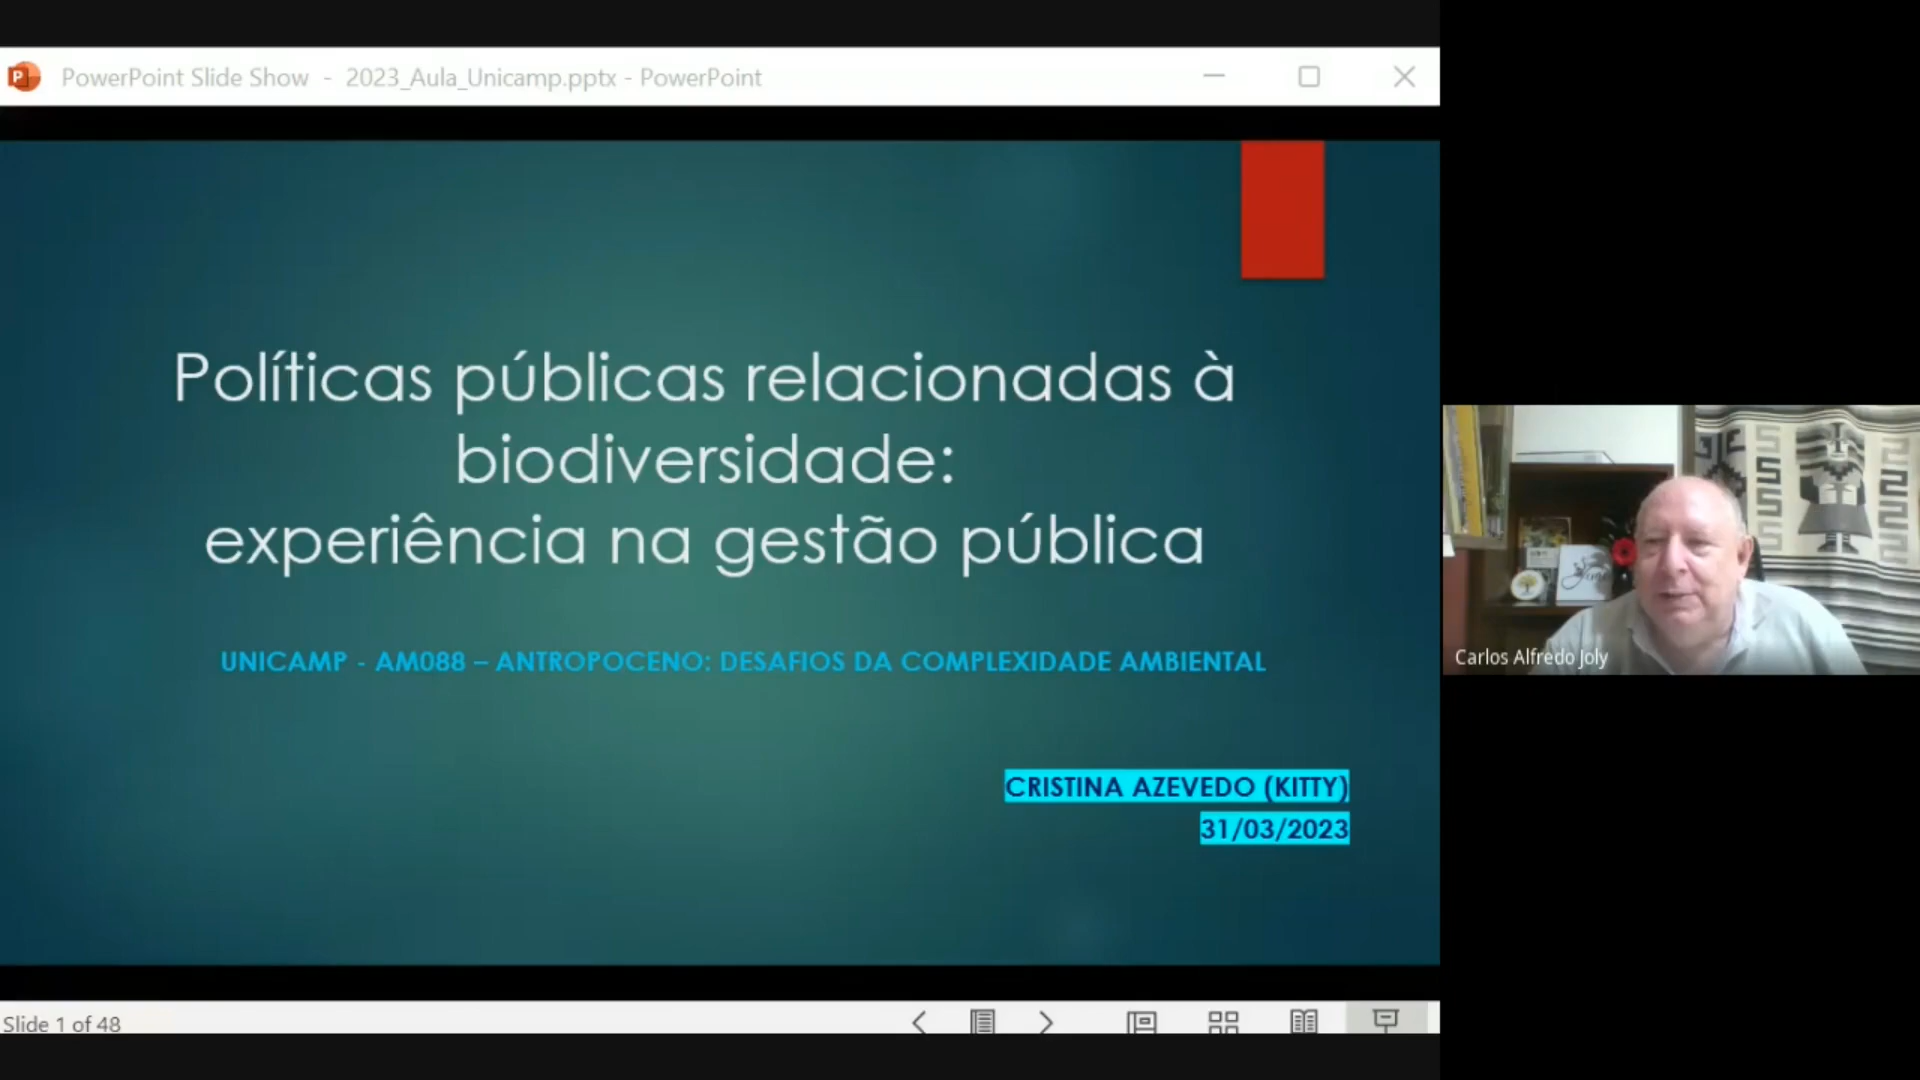 PowerPoint Slide Show - 2023_Aula_Unicamp.pptx - PowerPoint
Políticas públicas relacionadas à
biodiversidade:
experiência na gestão pública
UNICAMP - AM088 – ANTROPOCENO: DESAFIOS DA COMPLEXIDADE AMBIENTAL
CRISTINA AZEVEDO (KITTY)
31/03/2023
Carlos Alfredo Joly
Slide 1 of 48